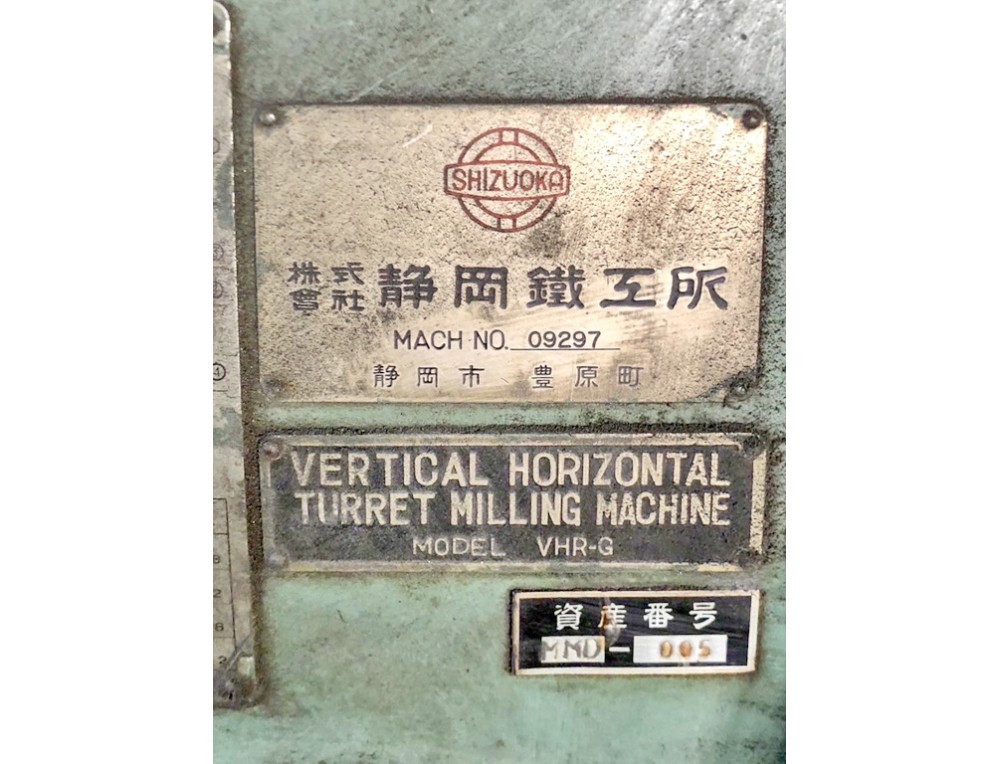 SHIZUOKA
株式會社 静岡鐵工所
MACH NO. 09297
静岡市 豊原町
VERTICAL HORIZONTAL
TURRET MILLING MACHINE
MODEL VHR-G
資産番号
MMD - 005